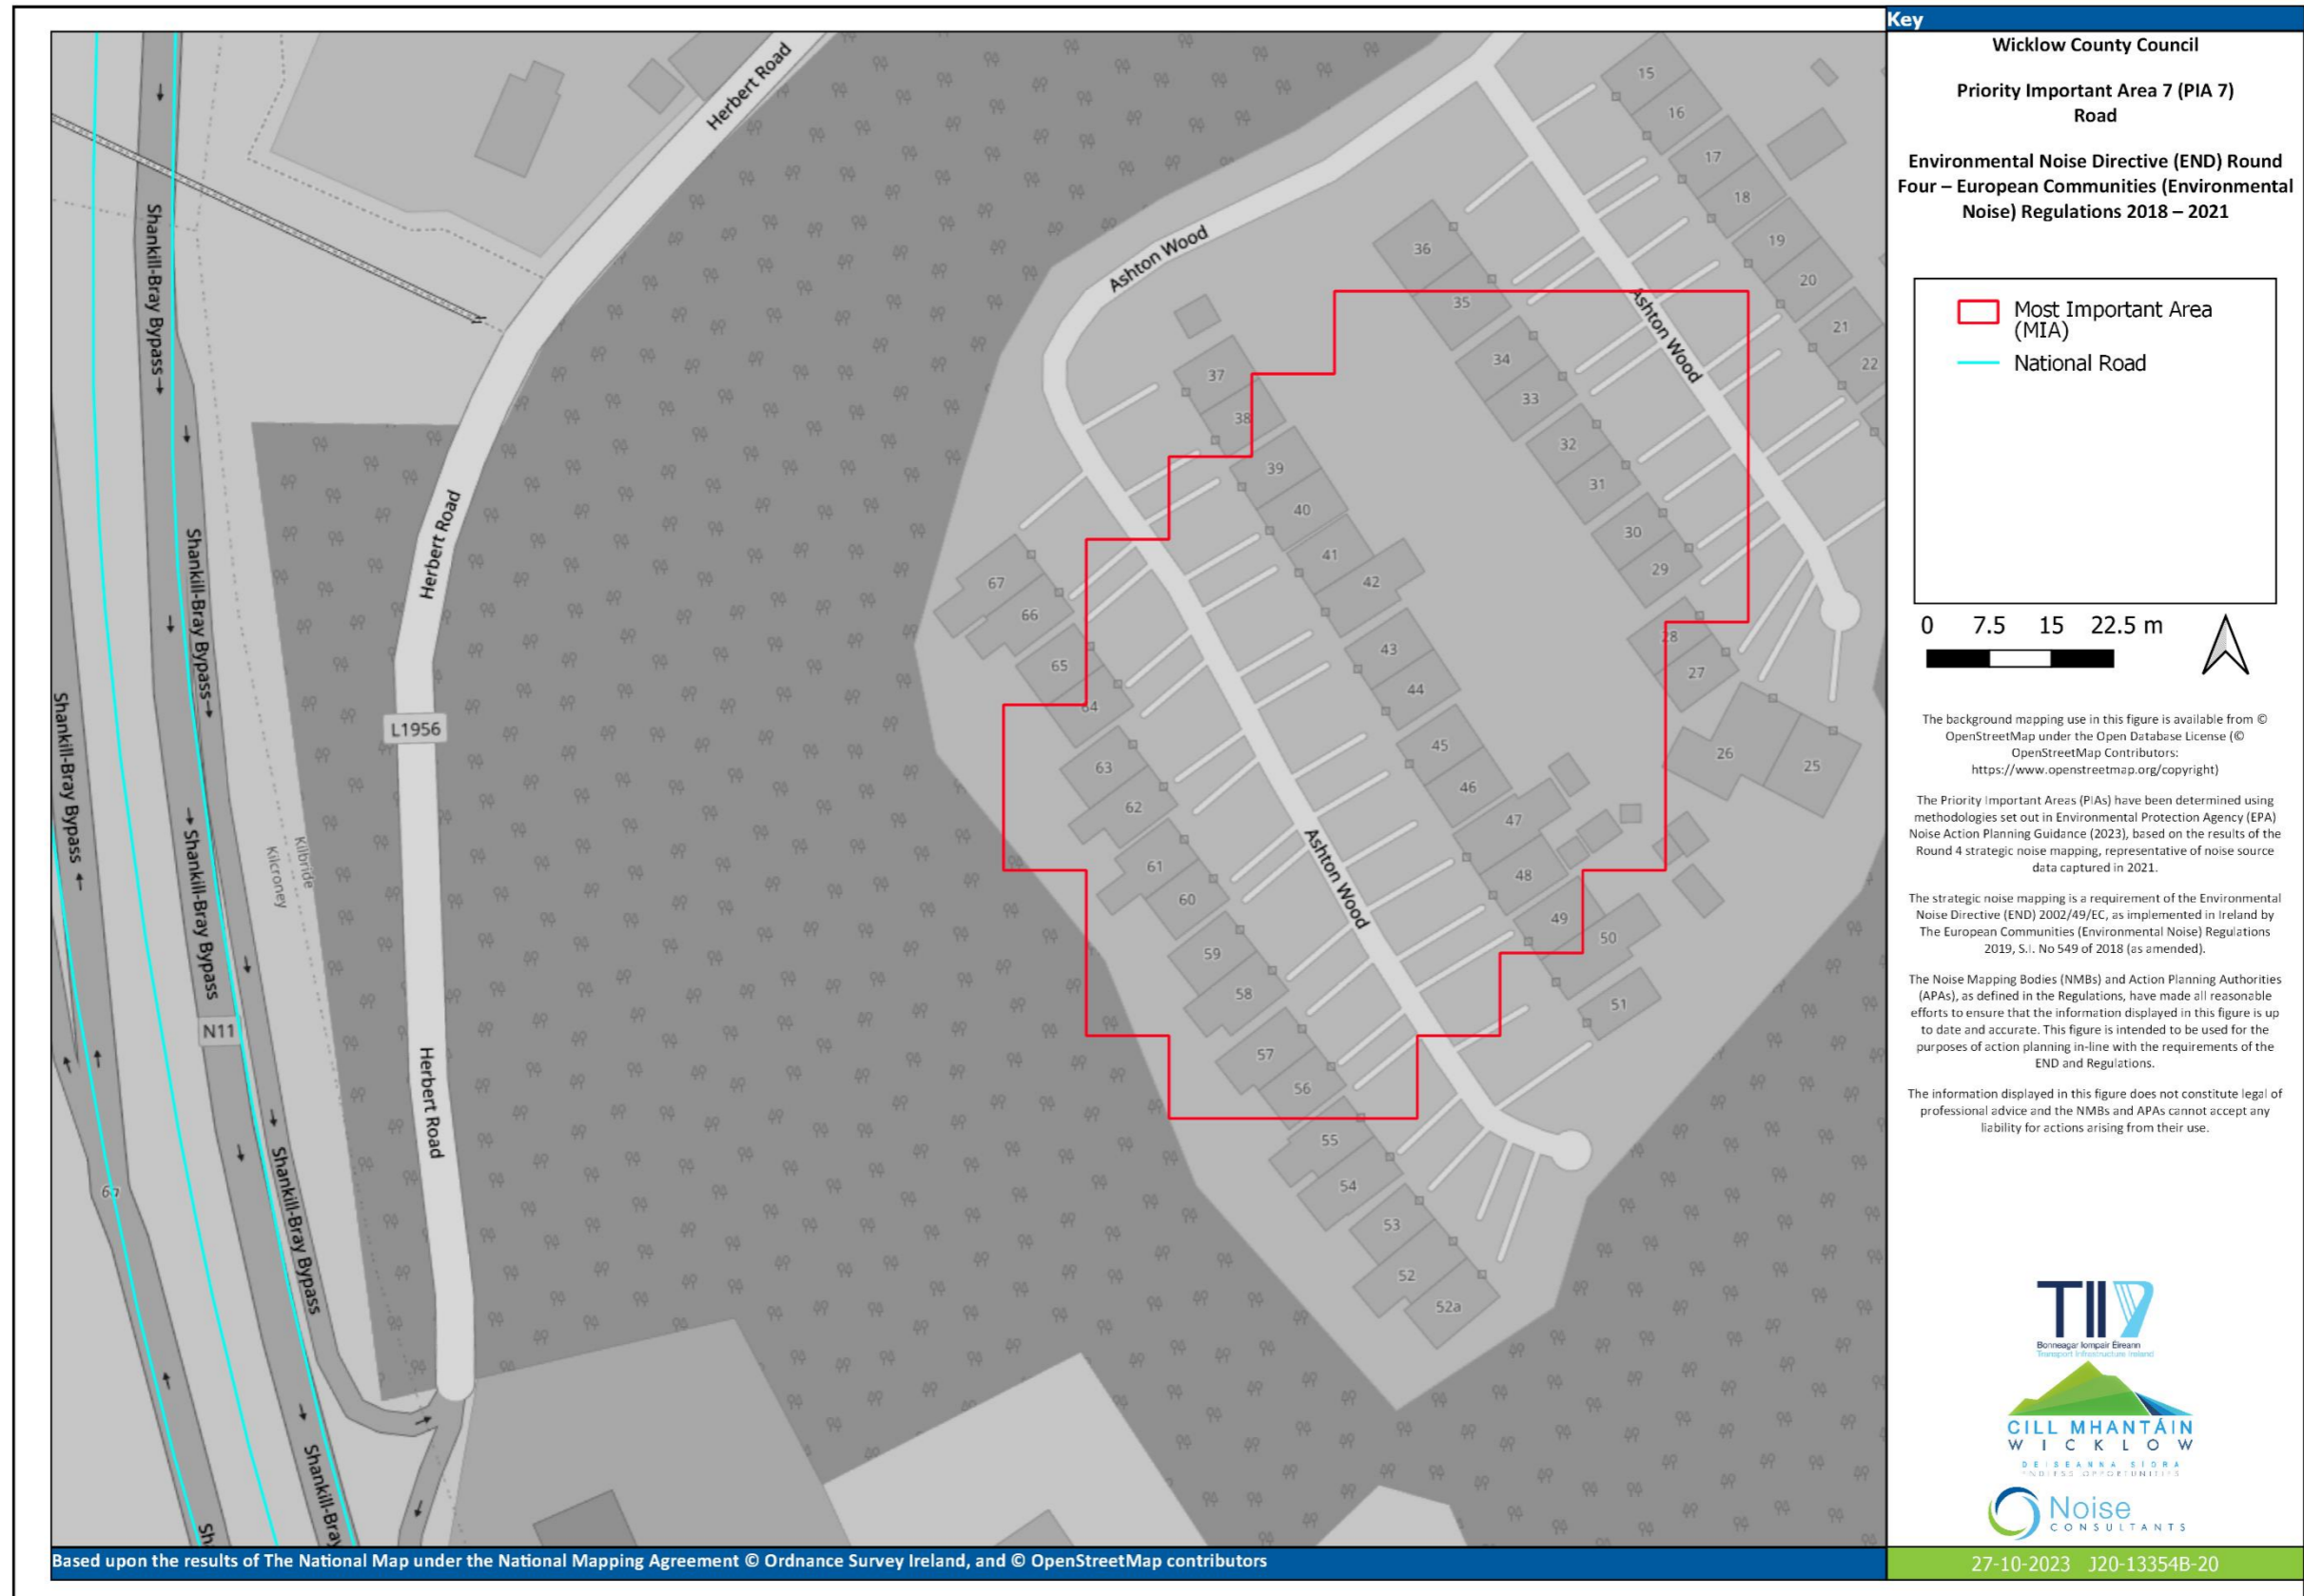 Key
Wicklow County Council
Priority Important Area 7 (PIA 7)
Road
Environmental Noise Directive (END) Round
Four – European Communities (Environmental
Noise) Regulations 2018 – 2021
Most Important Area
(MIA)
National Road
0 7.5 15 22.5 m
The background mapping use in this figure is available from ©
OpenStreetMap under the Open Database License (©
OpenStreetMap Contributors:
https://www.openstreetmap.org/copyright)
The Priority Important Areas (PIAs) have been determined using
methodologies set out in Environmental Protection Agency (EPA)
Noise Action Planning Guidance (2023), based on the results of the
Round 4 strategic noise mapping, representative of noise source
data captured in 2021.
The strategic noise mapping is a requirement of the Environmental
Noise Directive (END) 2002/49/EC, as implemented in Ireland by
The European Communities (Environmental Noise) Regulations
2019, S.I. No 549 of 2018 (as amended).
The Noise Mapping Bodies (NMBs) and Action Planning Authorities
(APAs), as defined in the Regulations, have made all reasonable
efforts to ensure that the information displayed in this figure is up
to date and accurate. This figure is intended to be used for the
purposes of action planning in-line with the requirements of the
END and Regulations.
The information displayed in this figure does not constitute legal of
professional advice and the NMBs and APAs cannot accept any
liability for actions arising from their use.
TII
Bonneagar Iompair Éireann
Transport Infrastructure Ireland
CILL MHANTÁIN
WICKLOW
DEISEANNA SÍORA
ENDLESS OPPORTUNITIES
Noise
CONSULTANTS
27-10-2023 J20-13354B-20
Based upon the results of The National Map under the National Mapping Agreement © Ordnance Survey Ireland, and © OpenStreetMap contributors
Herbert Road
Herbert Road
Herbert Road
L1956
Shankill-Bray Bypass
Shankill-Bray Bypass
Shankill-Bray Bypass
Shankill-Bray Bypass
Shankill-Bray Bypass
Shankill-Bray
Sh
N11
6a
Kilbride
Kilcroney
Ashton Wood
Ashton Wood
Ashton Wood
15
16
17
18
19
20
21
22
36
35
34
33
32
31
30
29
28
27
26
25
37
38
39
40
41
42
43
44
45
46
47
48
49
50
51
67
66
65
64
63
62
61
60
59
58
57
56
55
54
53
52
52a